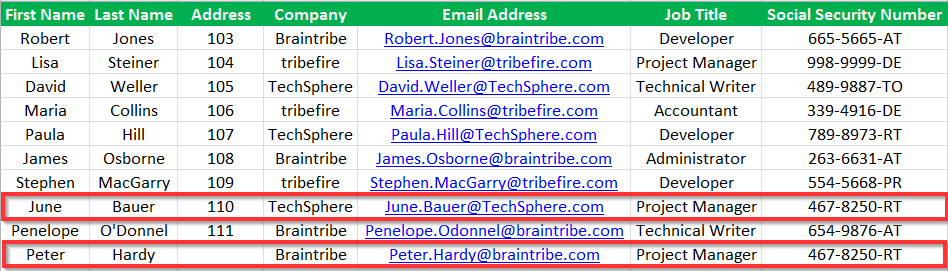 First Name Last Name Address Company Email Address Job Title Social Security Number
Robert Jones 103 Braintribe Robert.Jones@braintribe.com Developer 665-5665-AT
Lisa Steiner 104 tribefire Lisa.Steiner@tribefire.com Project Manager 998-9999-DE
David Weller 105 TechSphere David.Weller@TechSphere.com Technical Writer 489-9887-TO
Maria Collins 106 tribefire Maria.Collins@tribefire.com Accountant 339-4916-DE
Paula Hill 107 TechSphere Paula.Hill@TechSphere.com Developer 789-8973-RT
James Osborne 108 Braintribe James.Osborne@braintribe.com Administrator 263-6631-AT
Stephen MacGarry 109 tribefire Stephen.MacGarry@tribefire.com Developer 554-5668-PR
June Bauer 110 TechSphere June.Bauer@TechSphere.com Project Manager 467-8250-RT
Penelope O'Donnel 111 Braintribe Penelope.Odonnel@braintribe.com Technical Writer 654-9876-AT
Peter Hardy Braintribe Peter.Hardy@braintribe.com Project Manager 467-8250-RT